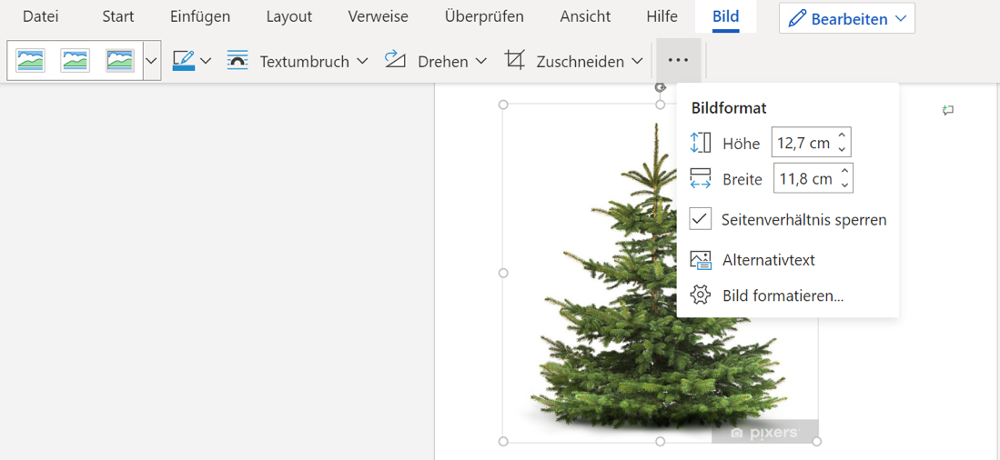 Datei Start Einfügen Layout Verweise Überprüfen Ansicht Hilfe Bild Bearbeiten
Textumbruch Drehen Zuschneiden
Bildformat
Höhe 12,7 cm
Breite 11,8 cm
Seitenverhältnis sperren
Alternativtext
Bild formatieren...
pixers